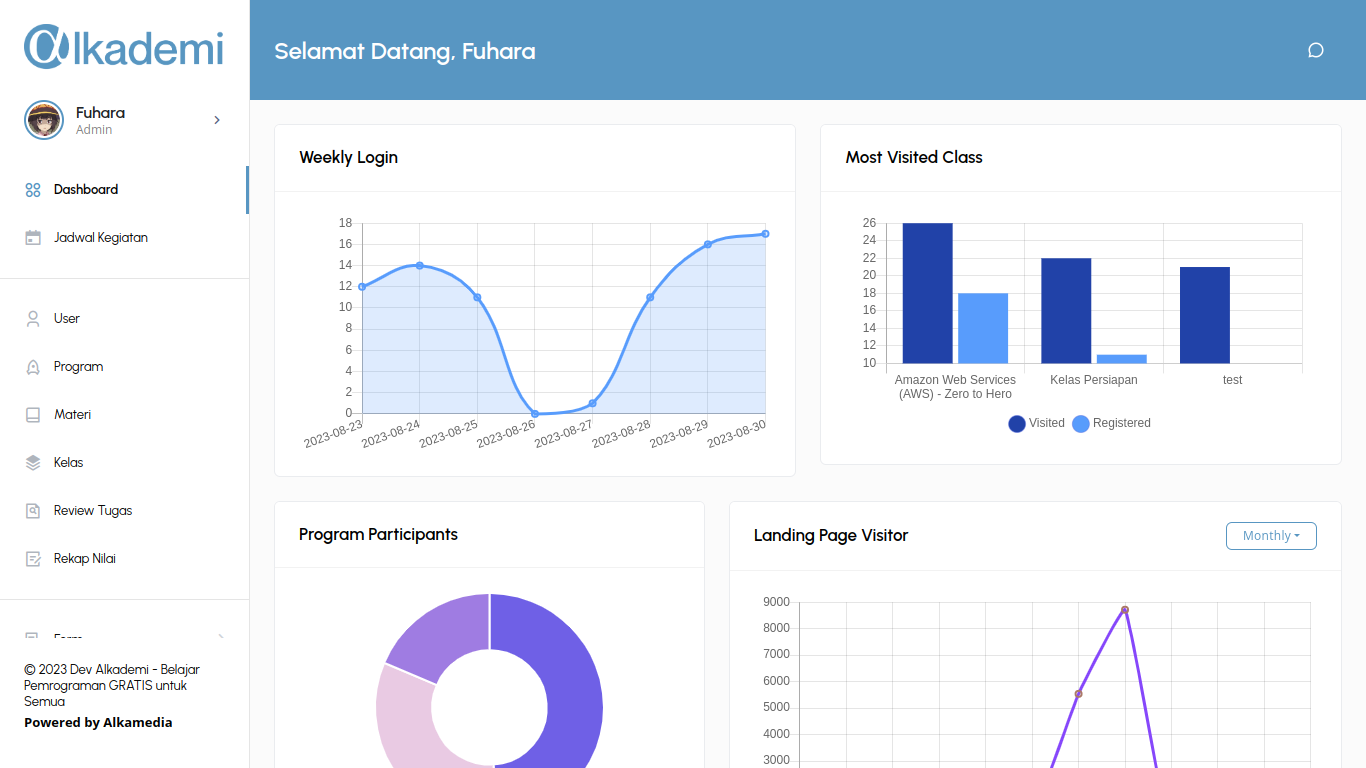 αlkademi
Fuhara
Admin
Dashboard
Jadwal Kegiatan
User
Program
Materi
Kelas
Review Tugas
Rekap Nilai
Form
© 2023 Dev Alkademi - Belajar
Pemrograman GRATIS untuk
Semua
Powered by Alkamedia
Selamat Datang, Fuhara
Weekly Login
18
16
14
12
10
8
6
4
2
0
2023-08-23
2023-08-24
2023-08-25
2023-08-26
2023-08-27
2023-08-28
2023-08-29
2023-08-30
Most Visited Class
26
24
22
20
18
16
14
12
10
Amazon Web Services
(AWS) - Zero to Hero
Kelas Persiapan
test
Visited
Registered
Program Participants
Landing Page Visitor
Monthly
9000
8000
7000
6000
5000
4000
3000